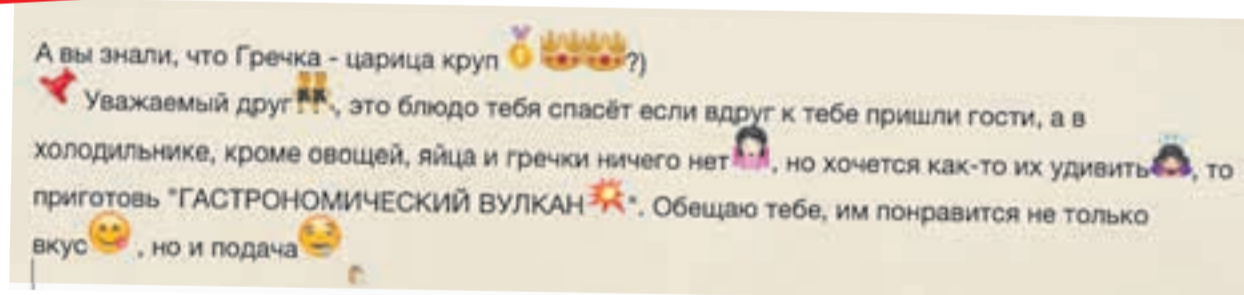 А вы знали, что Гречка - царица круп🏅👑👑?)
📌 Уважаемый друг👯, это блюдо тебя спасёт если вдруг к тебе пришли гости, а в
холодильнике, кроме овощей, яйца и гречки ничего нет🤷, но хочется как-то их удивить🙇, то
приготовь "ГАСТРОНОМИЧЕСКИЙ ВУЛКАН💥". Обещаю тебе, им понравится не только
вкус😋 , но и подача😉